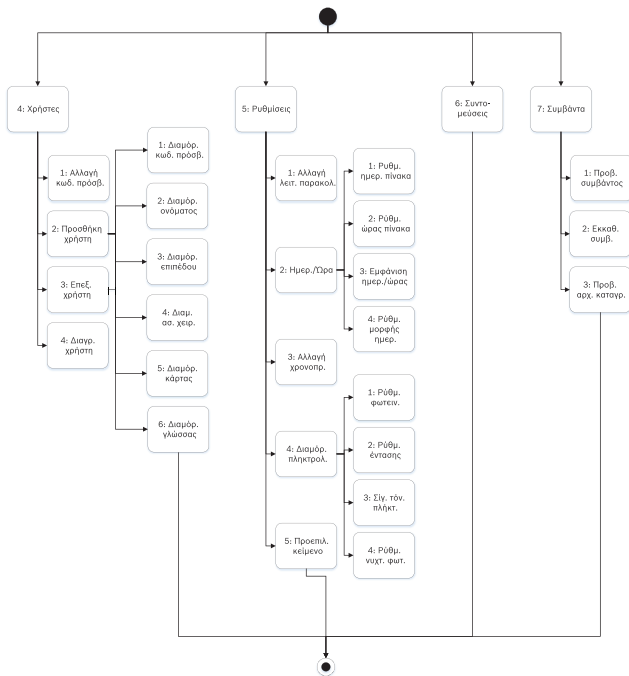 4: Χρήστες
1: Αλλαγή
κωδ. πρόσβ.
2: Προσθήκη
χρήστη
3: Επεξ.
χρήστη
4: Διαγρ.
χρήστη
1: Διαμόρ.
κωδ. πρόσβ.
2: Διαμόρ.
ονόματος
3: Διαμόρ.
επιπέδου
4: Διαμ.
ασ. χειρ.
5: Διαμόρ.
κάρτας
6: Διαμόρ.
γλώσσας
5: Ρυθμίσεις
1: Αλλαγή
λειτ. παρακολ.
2: Ημερ./Ώρα
3: Αλλαγή
χρονοπρ.
4: Διαμόρ.
πληκτρολ.
5: Προεπιλ.
κείμενο
1: Ρυθμ.
ημερ. πίνακα
2: Ρύθμ.
ώρας πίνακα
3: Εμφάνιση
ημερ./ώρας
4: Ρύθμ.
μορφής
ημερ.
1: Ρύθμ.
φωτειν.
2: Ρύθμ.
έντασης
3: Σίγ. τόν.
πλήκτ.
4: Ρύθμ.
νυχτ. φωτ.
6: Συντο-
μεύσεις
7: Συμβάντα
1: Προβ.
συμβάντος
2: Εκκαθ.
συμβ.
3: Προβ.
αρχ. καταγρ.